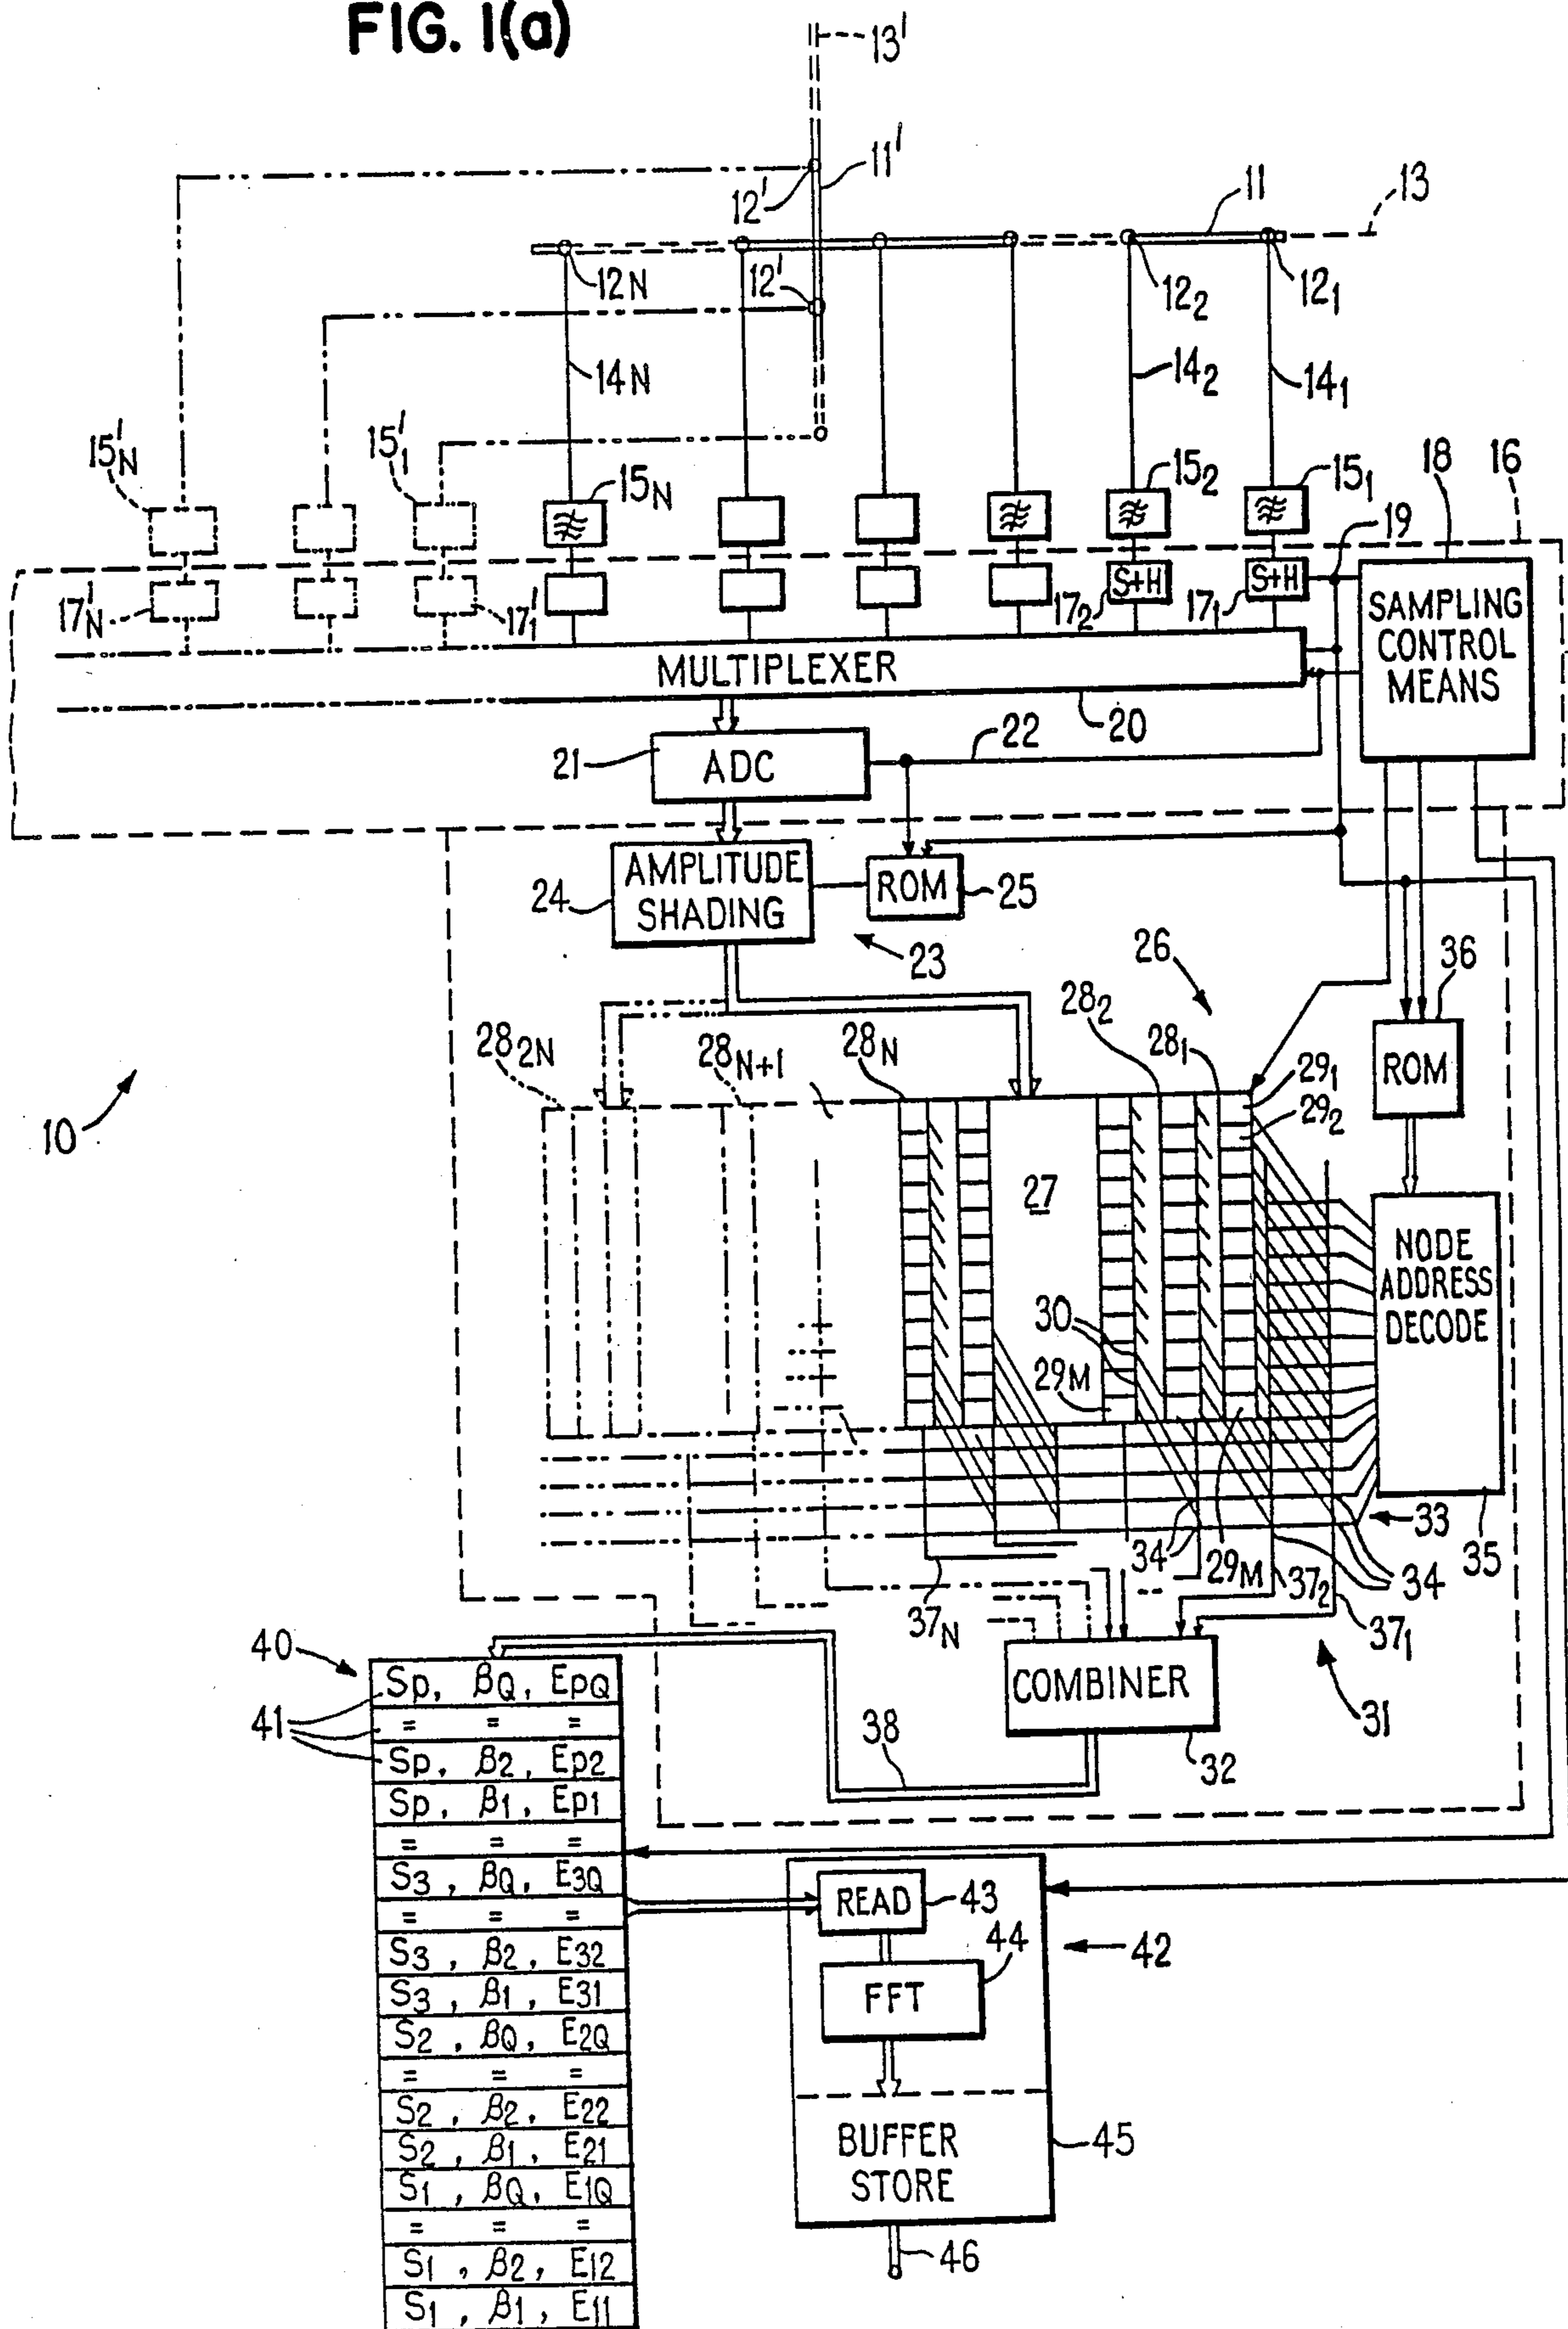 FIG. 1(a)
13'
11'
12'
11
13
12N
12'
12₂
12₁
14N
14₂
14₁
15'N
15'₁
15N
15₂
15₁
18
16
19
17'N
17'₁
17₂
S+H
17₁
S+H
SAMPLING
CONTROL
MEANS
MULTIPLEXER
20
21
ADC
22
24
AMPLITUDE
SHADING
ROM
25
23
26
36
ROM
28₂N
28N+1
28N
28₂
28₁
29₁
29₂
10
27
NODE
ADDRESS
DECODE
30
29M
33
35
34
29M
34
37N
37₂
37₁
31
COMBINER
32
38
40
41
Sp, βQ, EpQ
= = =
Sp, β2, Ep2
Sp, β1, Ep1
= = =
S3, βQ, E3Q
= = =
S3, β2, E32
S3, β1, E31
S2, βQ, E2Q
= = =
S2, β2, E22
S2, β1, E21
S1, βQ, E1Q
= = =
S1, β2, E12
S1, β1, E11
READ
43
44
42
FFT
BUFFER
STORE
45
46